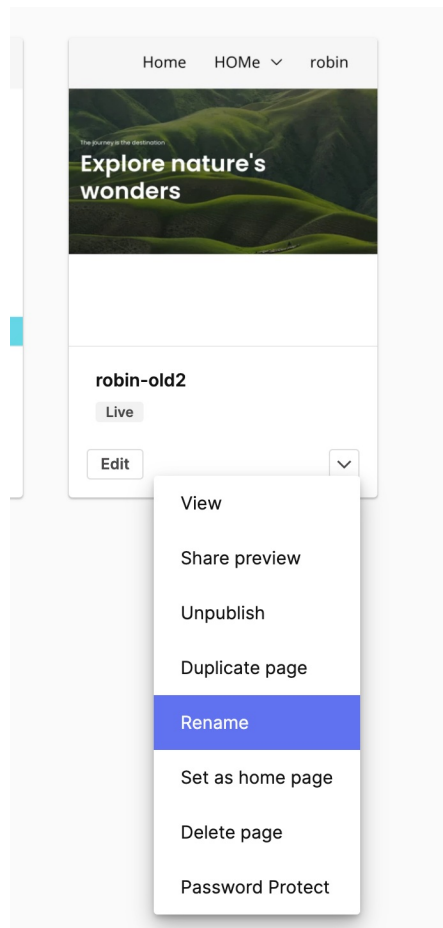 Home HOMe robin
The journey is the destination
Explore nature's
wonders
robin-old2
Live
Edit
View
Share preview
Unpublish
Duplicate page
Rename
Set as home page
Delete page
Password Protect